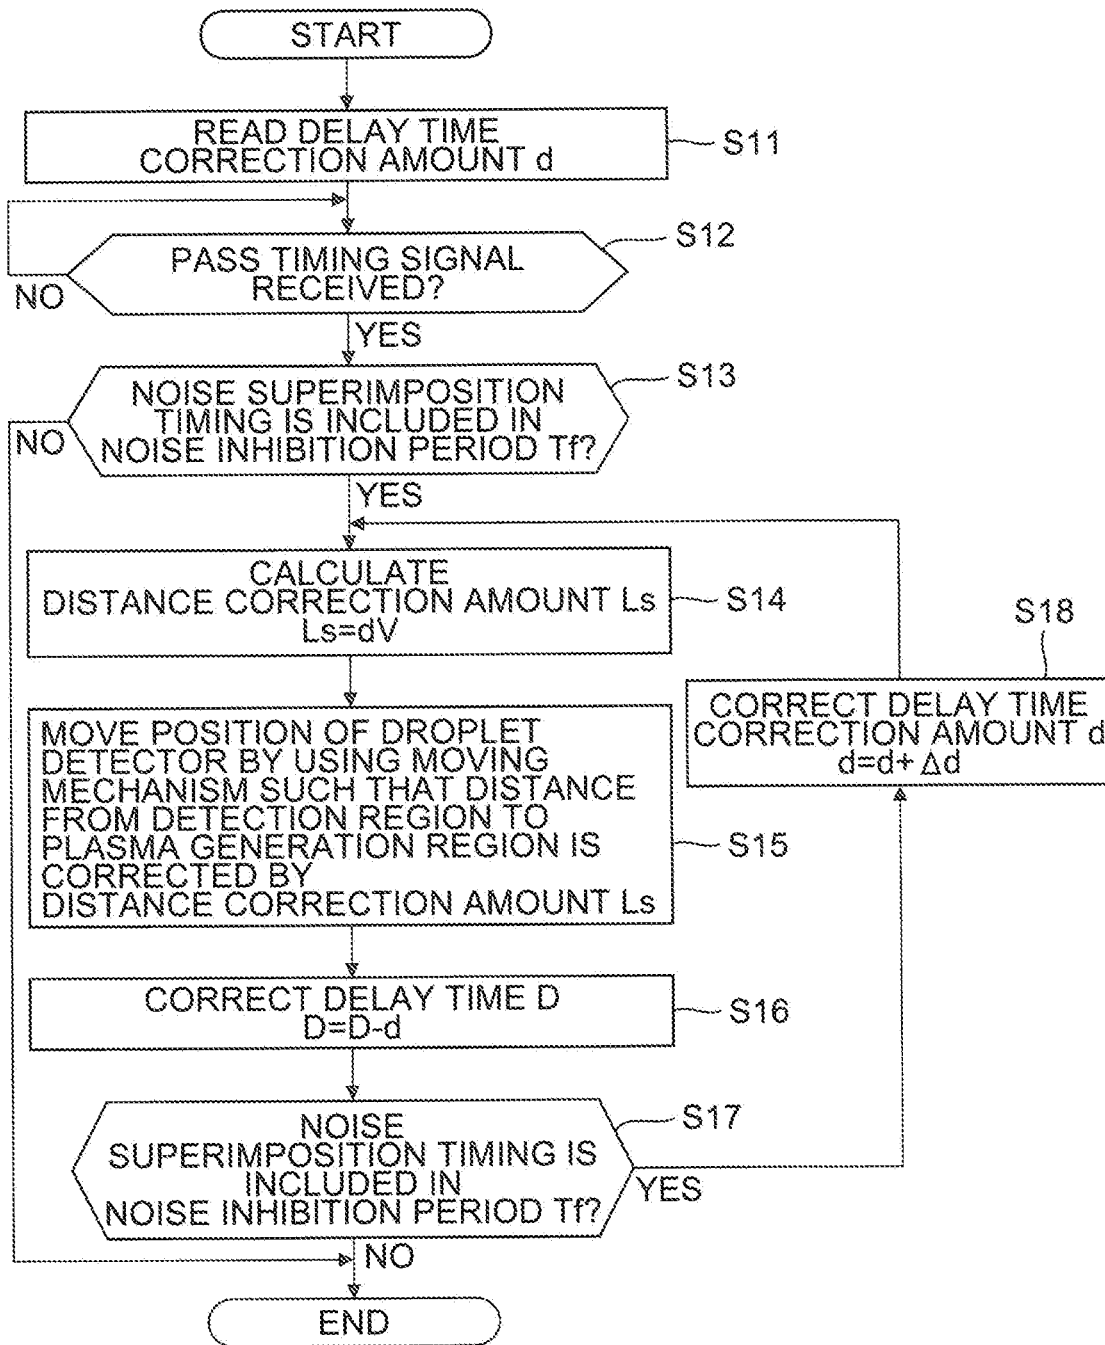 START
READ DELAY TIME
CORRECTION AMOUNT d
S11
PASS TIMING SIGNAL
RECEIVED?
S12
NO
YES
NOISE SUPERIMPOSITION
TIMING IS INCLUDED IN
NOISE INHIBITION PERIOD Tf?
S13
NO
YES
CALCULATE
DISTANCE CORRECTION AMOUNT Ls
Ls=dV
S14
S18
CORRECT DELAY TIME
CORRECTION AMOUNT d
d=d+Δd
MOVE POSITION OF DROPLET
DETECTOR BY USING MOVING
MECHANISM SUCH THAT DISTANCE
FROM DETECTION REGION TO
PLASMA GENERATION REGION IS
CORRECTED BY
DISTANCE CORRECTION AMOUNT Ls
S15
CORRECT DELAY TIME D
D=D-d
S16
NOISE
SUPERIMPOSITION TIMING IS
INCLUDED IN
NOISE INHIBITION PERIOD Tf?
S17
YES
NO
END